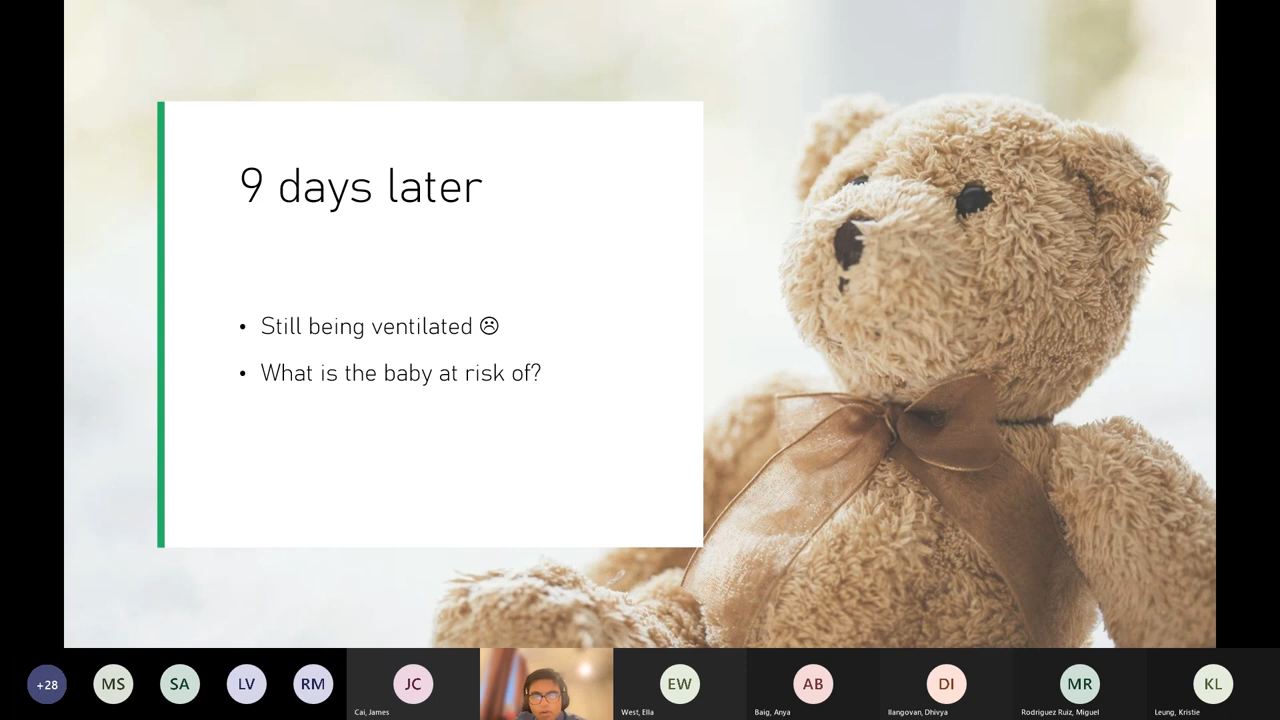 9 days later
• Still being ventilated ☹
• What is the baby at risk of?
+28
MS
SA
LV
RM
JC
EW
AB
DI
MR
KL
Cai, James
West, Ella
Baig, Anya
Ilangovan, Dhivya
Rodriguez Ruiz, Miguel
Leung, Kristie